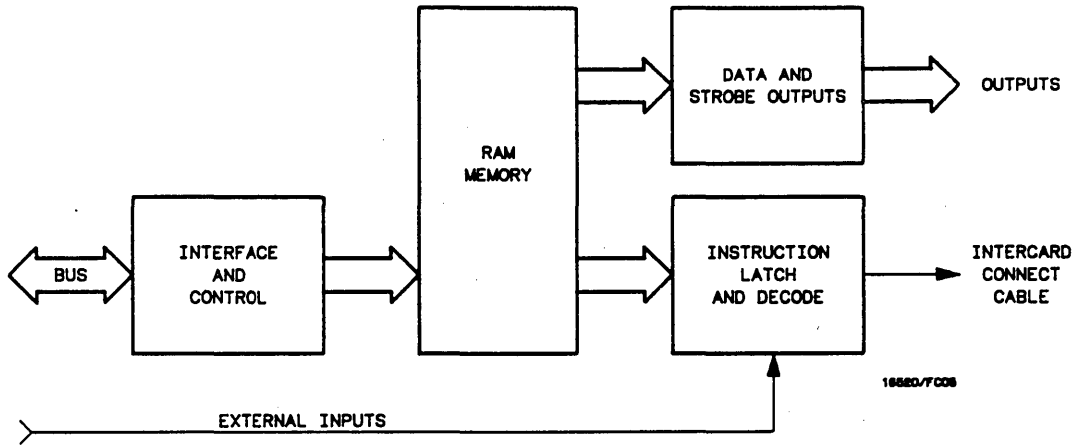 DATA AND
STROBE OUTPUTS
OUTPUTS
RAM
MEMORY
BUS
INTERFACE
AND
CONTROL
INSTRUCTION
LATCH
AND DECODE
INTERCARD
CONNECT
CABLE
EXTERNAL INPUTS